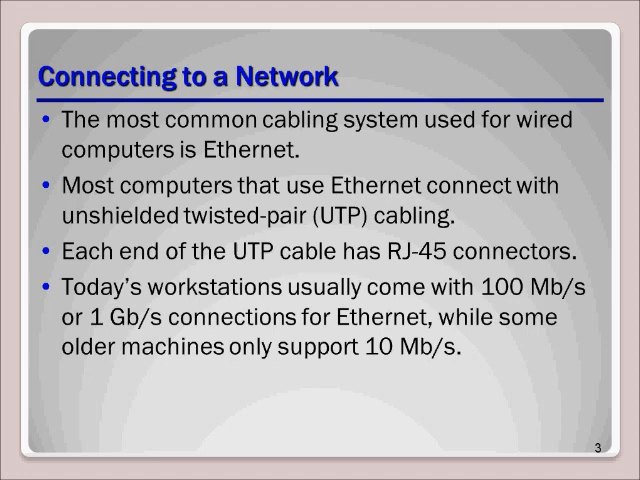 Connecting to a Network
• The most common cabling system used for wired
computers is Ethernet.
• Most computers that use Ethernet connect with
unshielded twisted-pair (UTP) cabling.
• Each end of the UTP cable has RJ-45 connectors.
• Today’s workstations usually come with 100 Mb/s
or 1 Gb/s connections for Ethernet, while some
older machines only support 10 Mb/s.
3